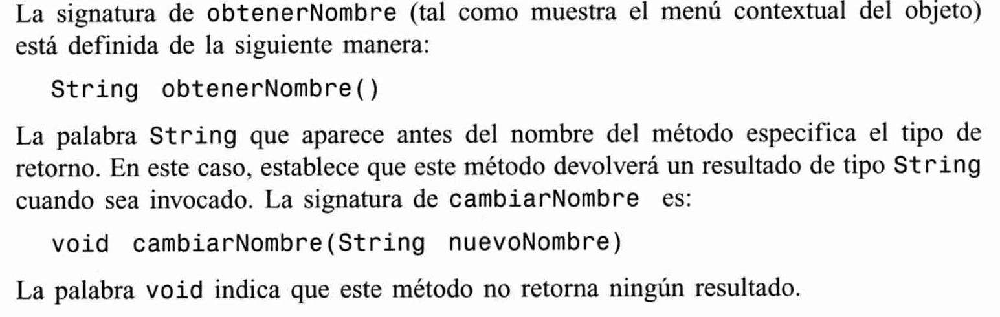 La signatura de obtenerNombre (tal como muestra el menú contextual del objeto)
está definida de la siguiente manera:
String obtenerNombre()
La palabra String que aparece antes del nombre del método especifica el tipo de
retorno. En este caso, establece que este método devolverá un resultado de tipo String
cuando sea invocado. La signatura de cambiarNombre es:
void cambiarNombre(String nuevoNombre)
La palabra void indica que este método no retorna ningún resultado.